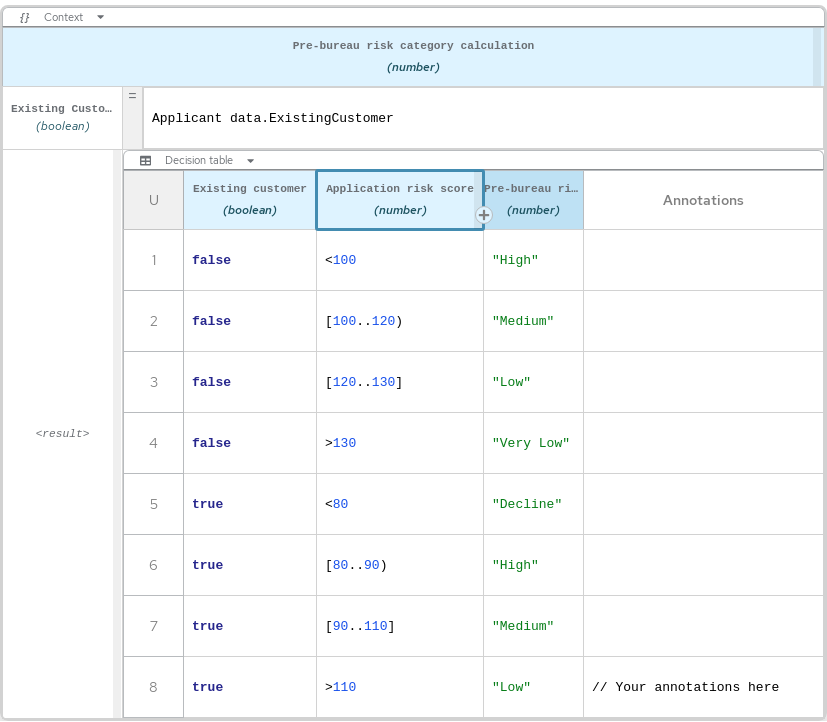 {} Context
Pre-bureau risk category calculation
(number)
Existing Custo…
(boolean)
=
Applicant data.ExistingCustomer
<result>
Decision table
U Existing customer (boolean) Application risk score (number) Pre-bureau ri… (number) Annotations
1 false <100 "High"
2 false [100..120) "Medium"
3 false [120..130] "Low"
4 false >130 "Very Low"
5 true <80 "Decline"
6 true [80..90) "High"
7 true [90..110] "Medium"
8 true >110 "Low" // Your annotations here